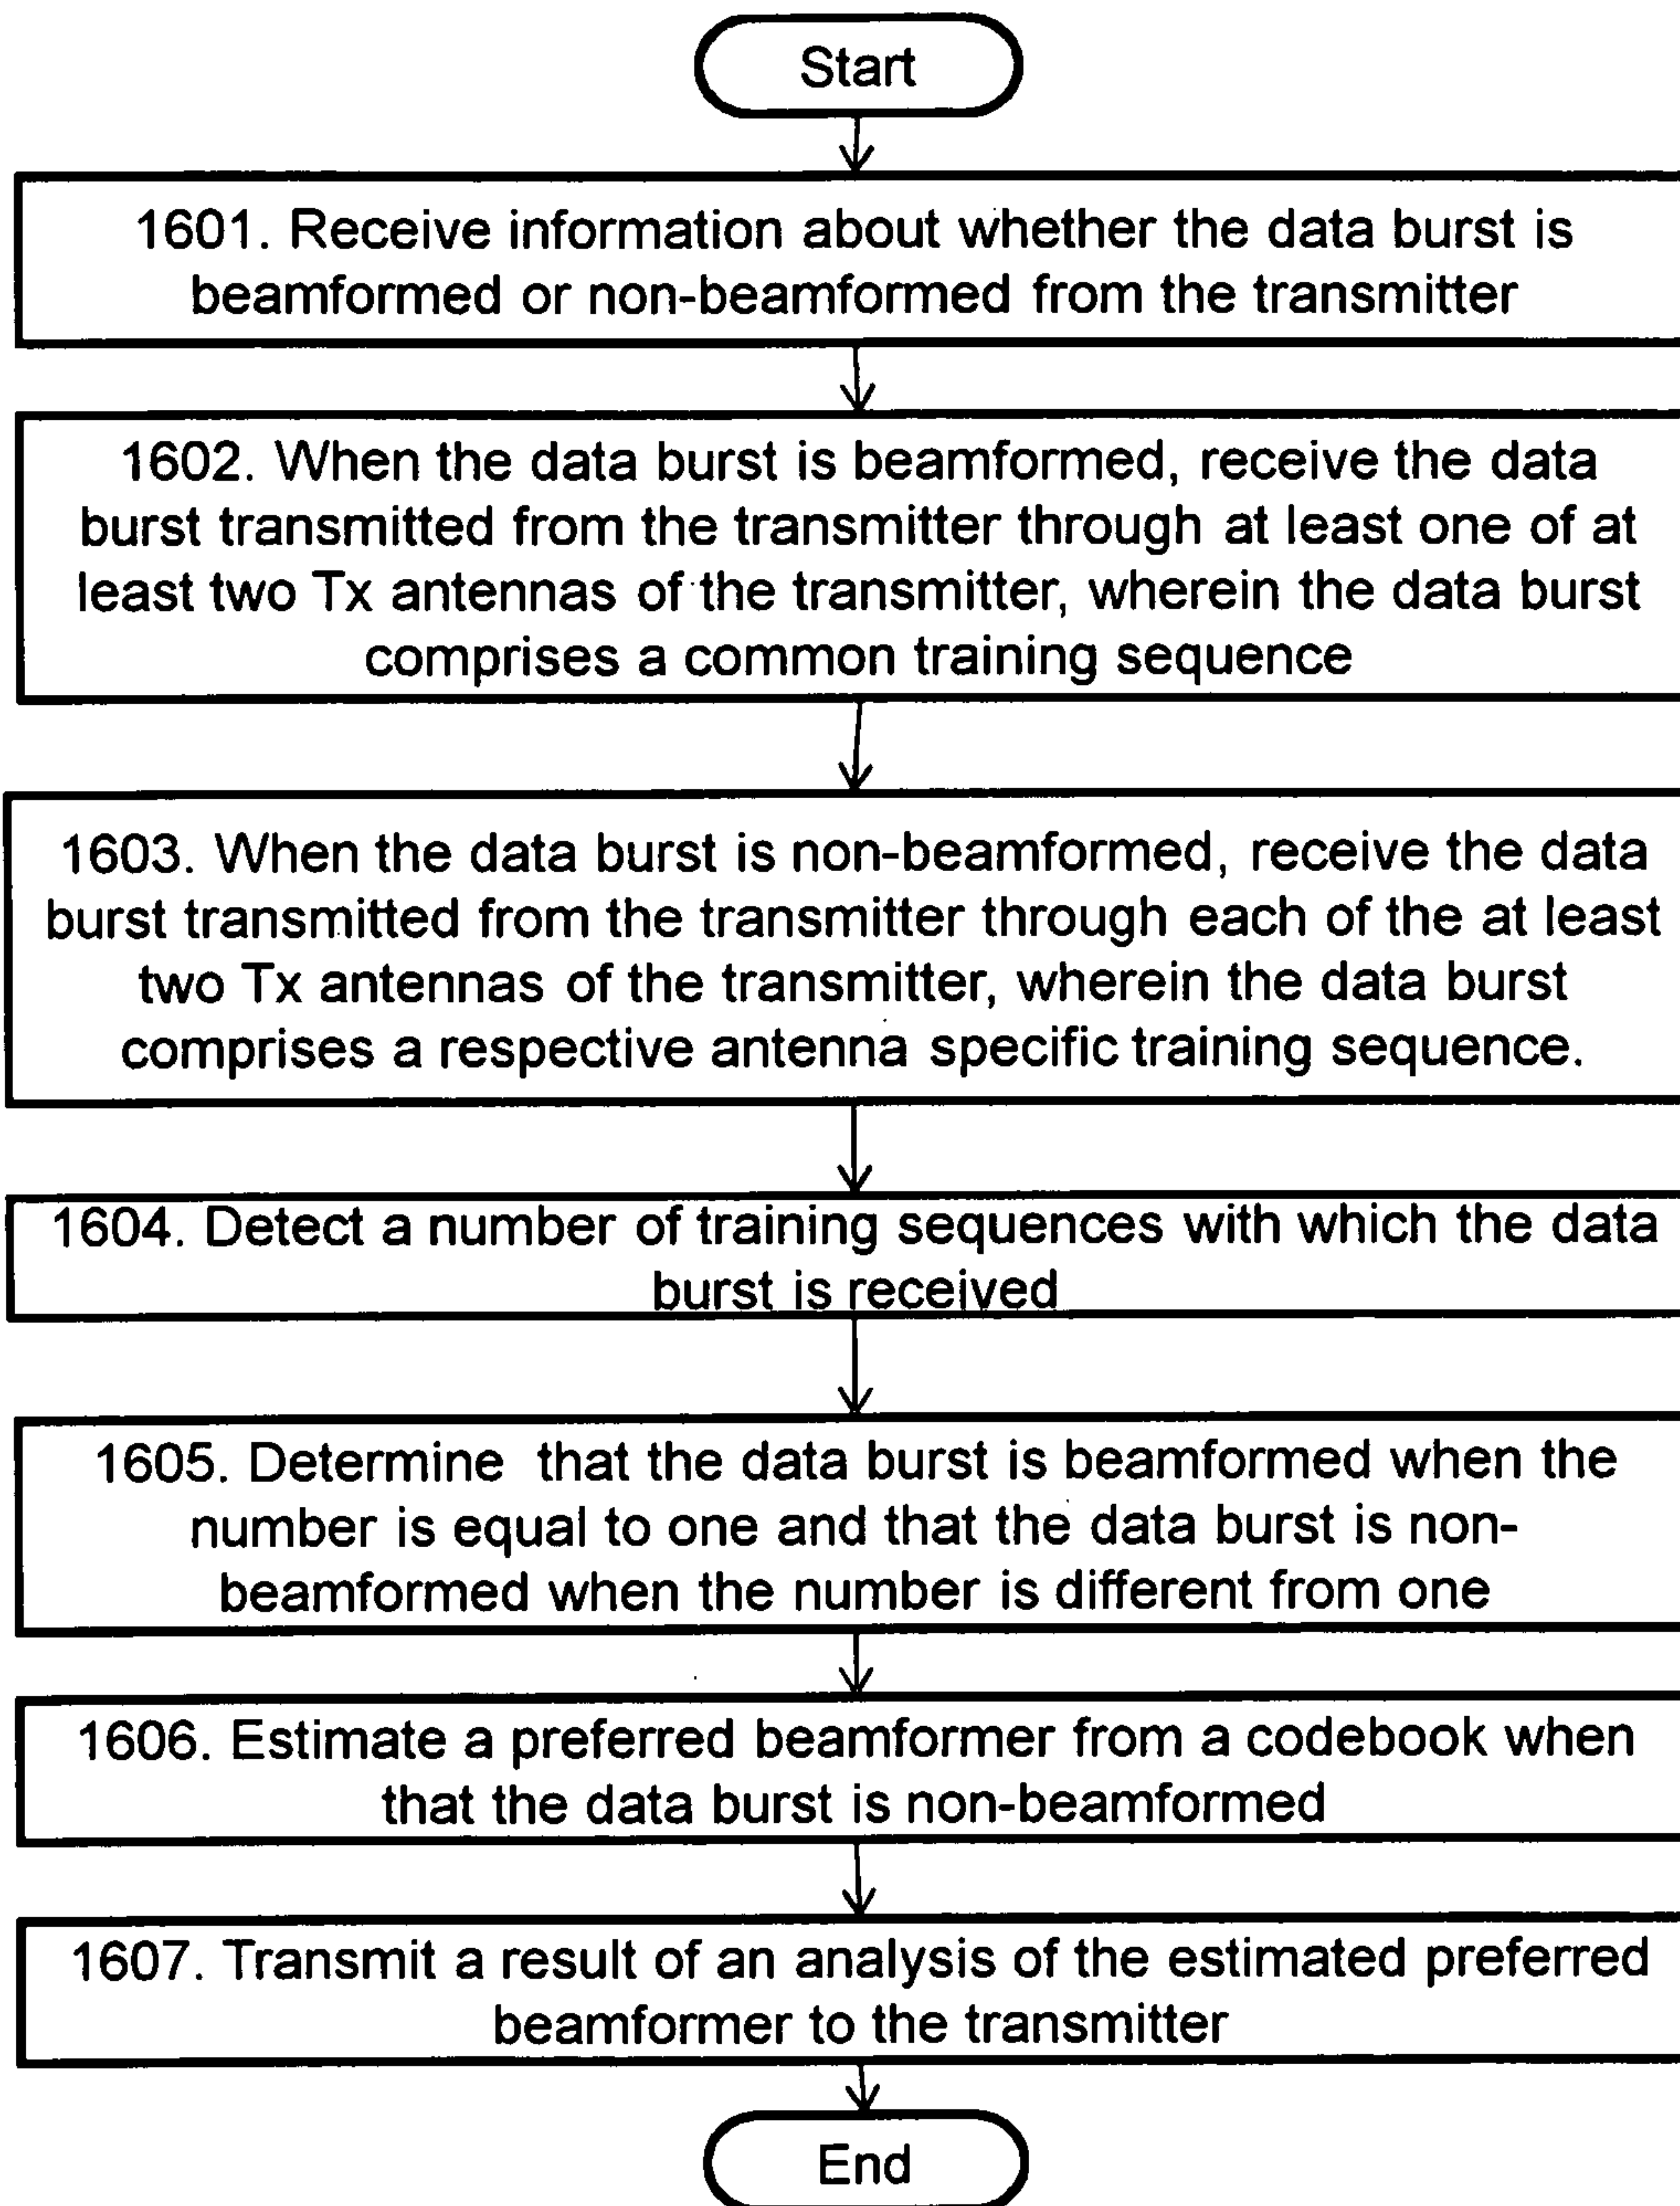 Start
1601. Receive information about whether the data burst is
beamformed or non-beamformed from the transmitter
1602. When the data burst is beamformed, receive the data
burst transmitted from the transmitter through at least one of at
least two Tx antennas of the transmitter, wherein the data burst
comprises a common training sequence
1603. When the data burst is non-beamformed, receive the data
burst transmitted from the transmitter through each of the at least
two Tx antennas of the transmitter, wherein the data burst
comprises a respective antenna specific training sequence.
1604. Detect a number of training sequences with which the data
burst is received
1605. Determine that the data burst is beamformed when the
number is equal to one and that the data burst is non-
beamformed when the number is different from one
1606. Estimate a preferred beamformer from a codebook when
that the data burst is non-beamformed
1607. Transmit a result of an analysis of the estimated preferred
beamformer to the transmitter
End